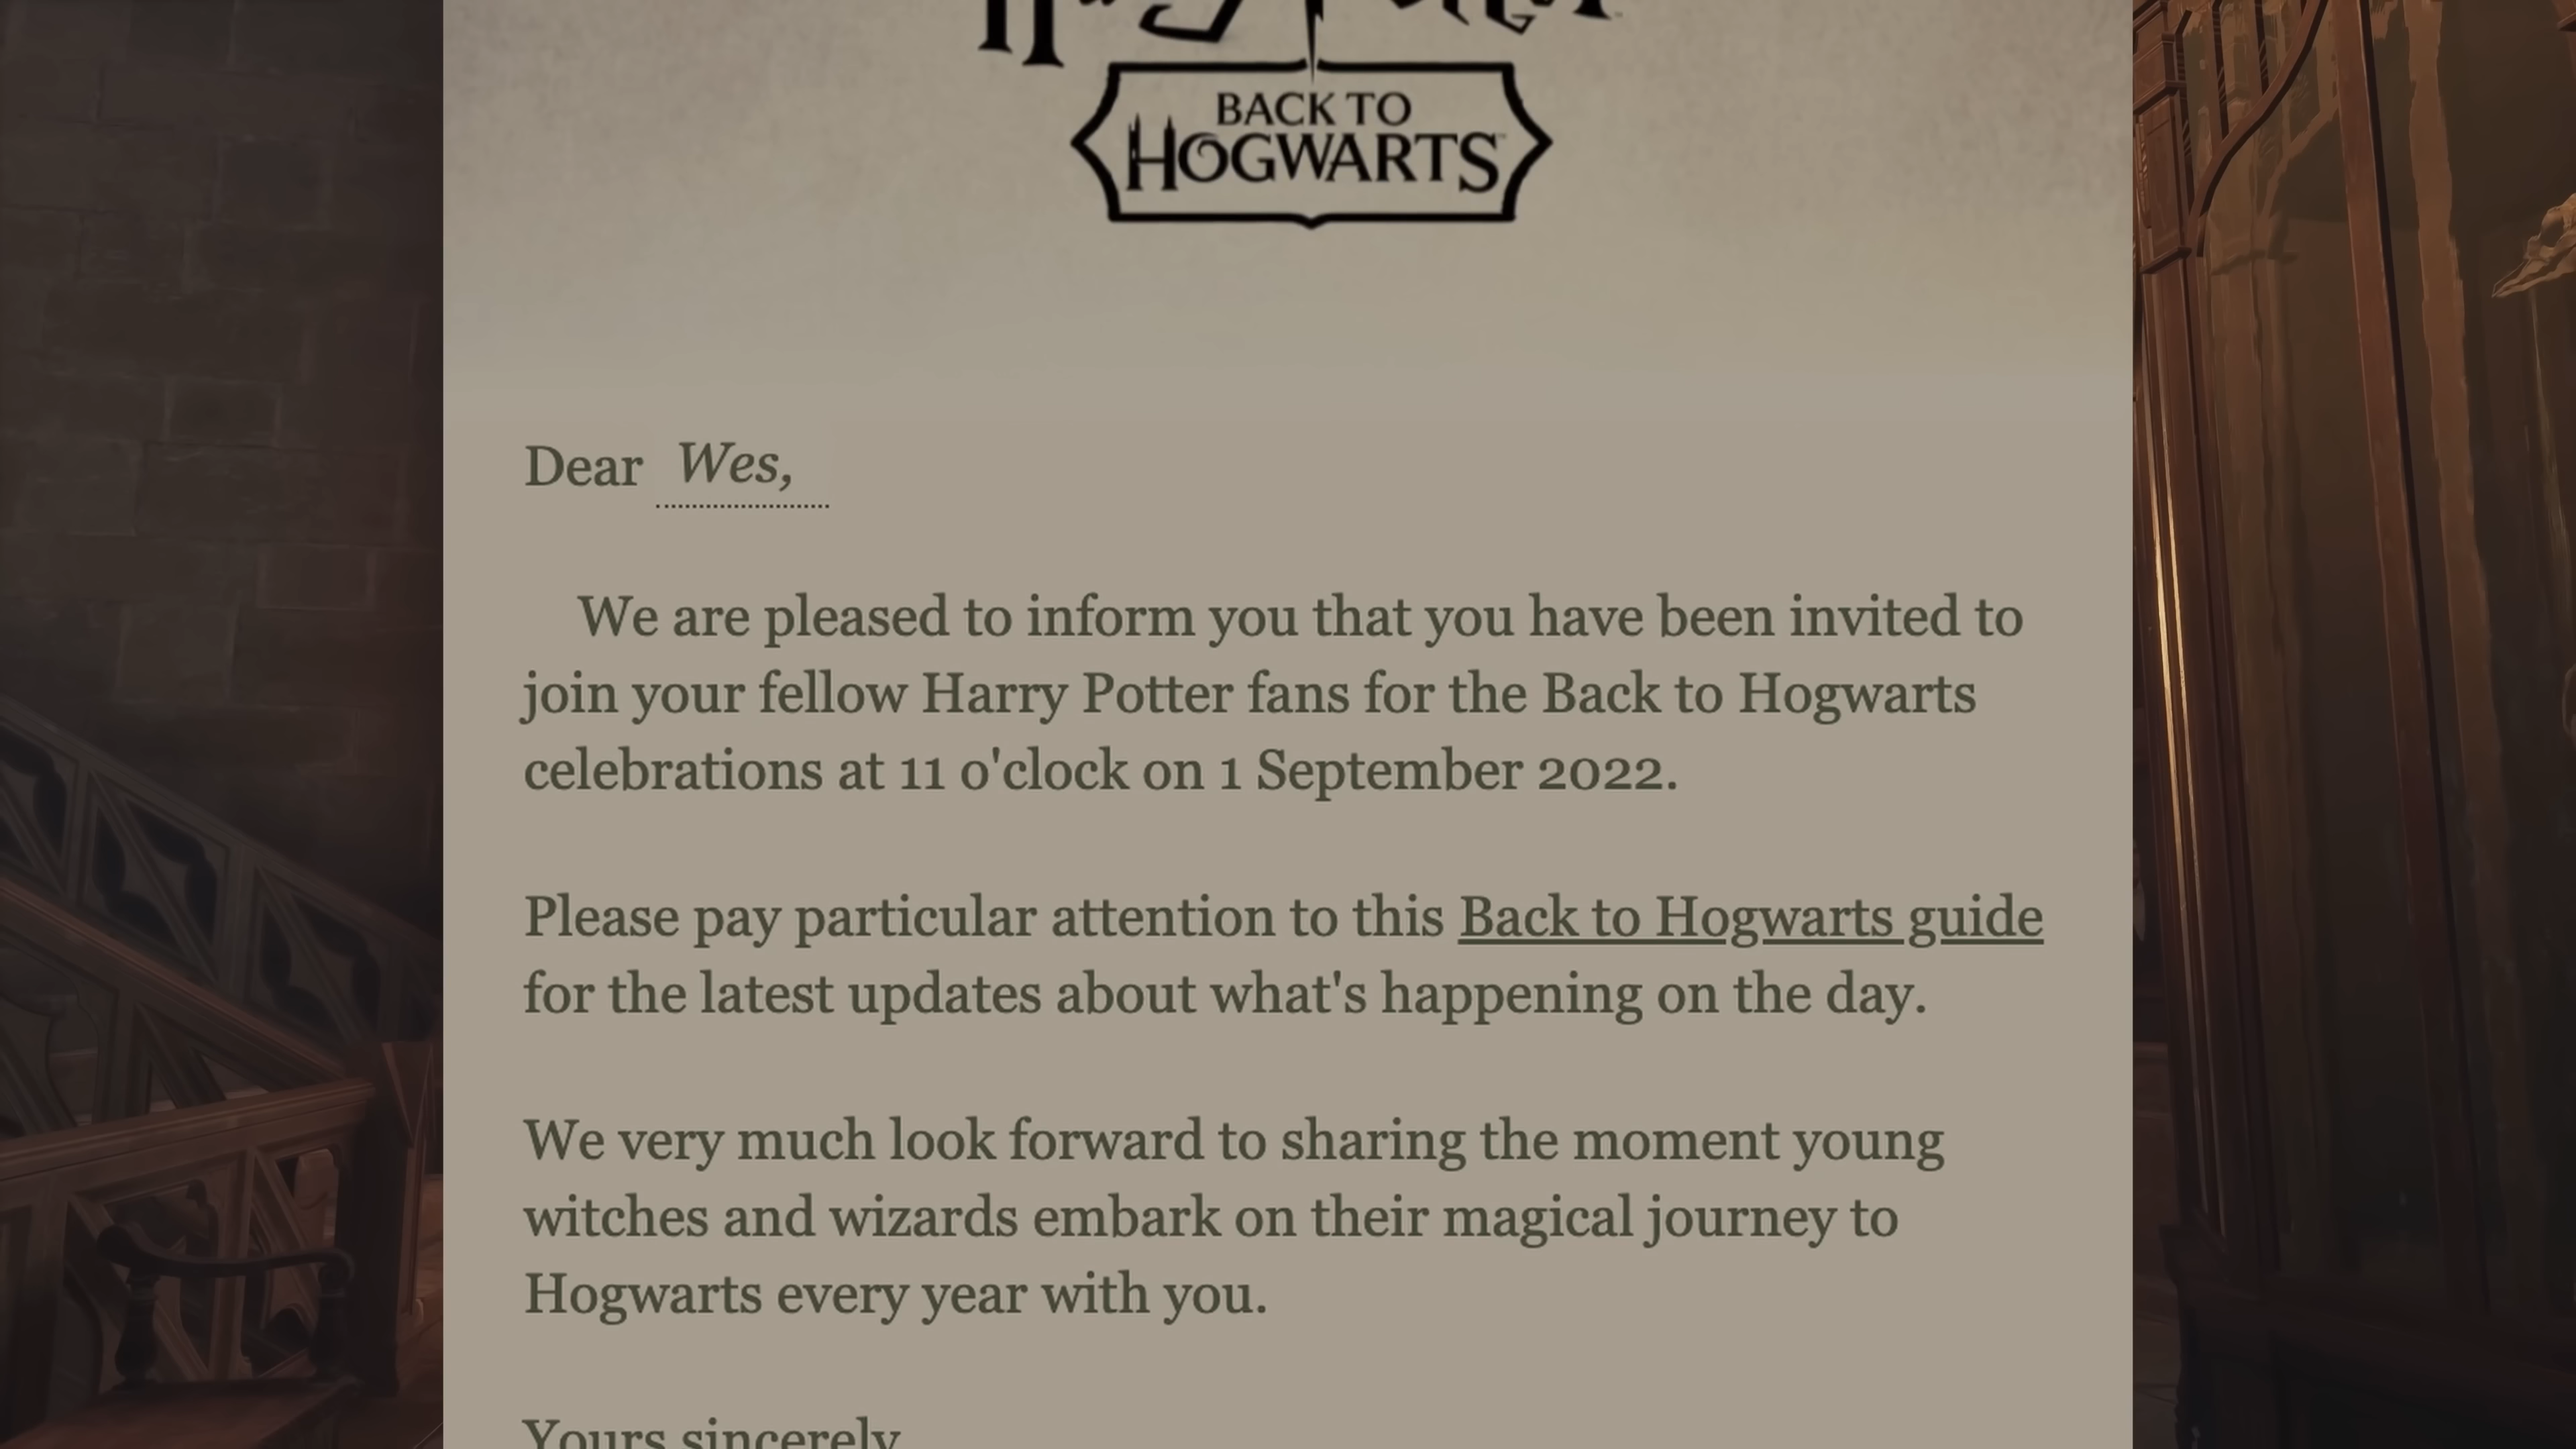 Harry Potter
BACK TO
HOGWARTS
Dear Wes,
We are pleased to inform you that you have been invited to
join your fellow Harry Potter fans for the Back to Hogwarts
celebrations at 11 o'clock on 1 September 2022.
Please pay particular attention to this Back to Hogwarts guide
for the latest updates about what's happening on the day.
We very much look forward to sharing the moment young
witches and wizards embark on their magical journey to
Hogwarts every year with you.
Yours sincerely